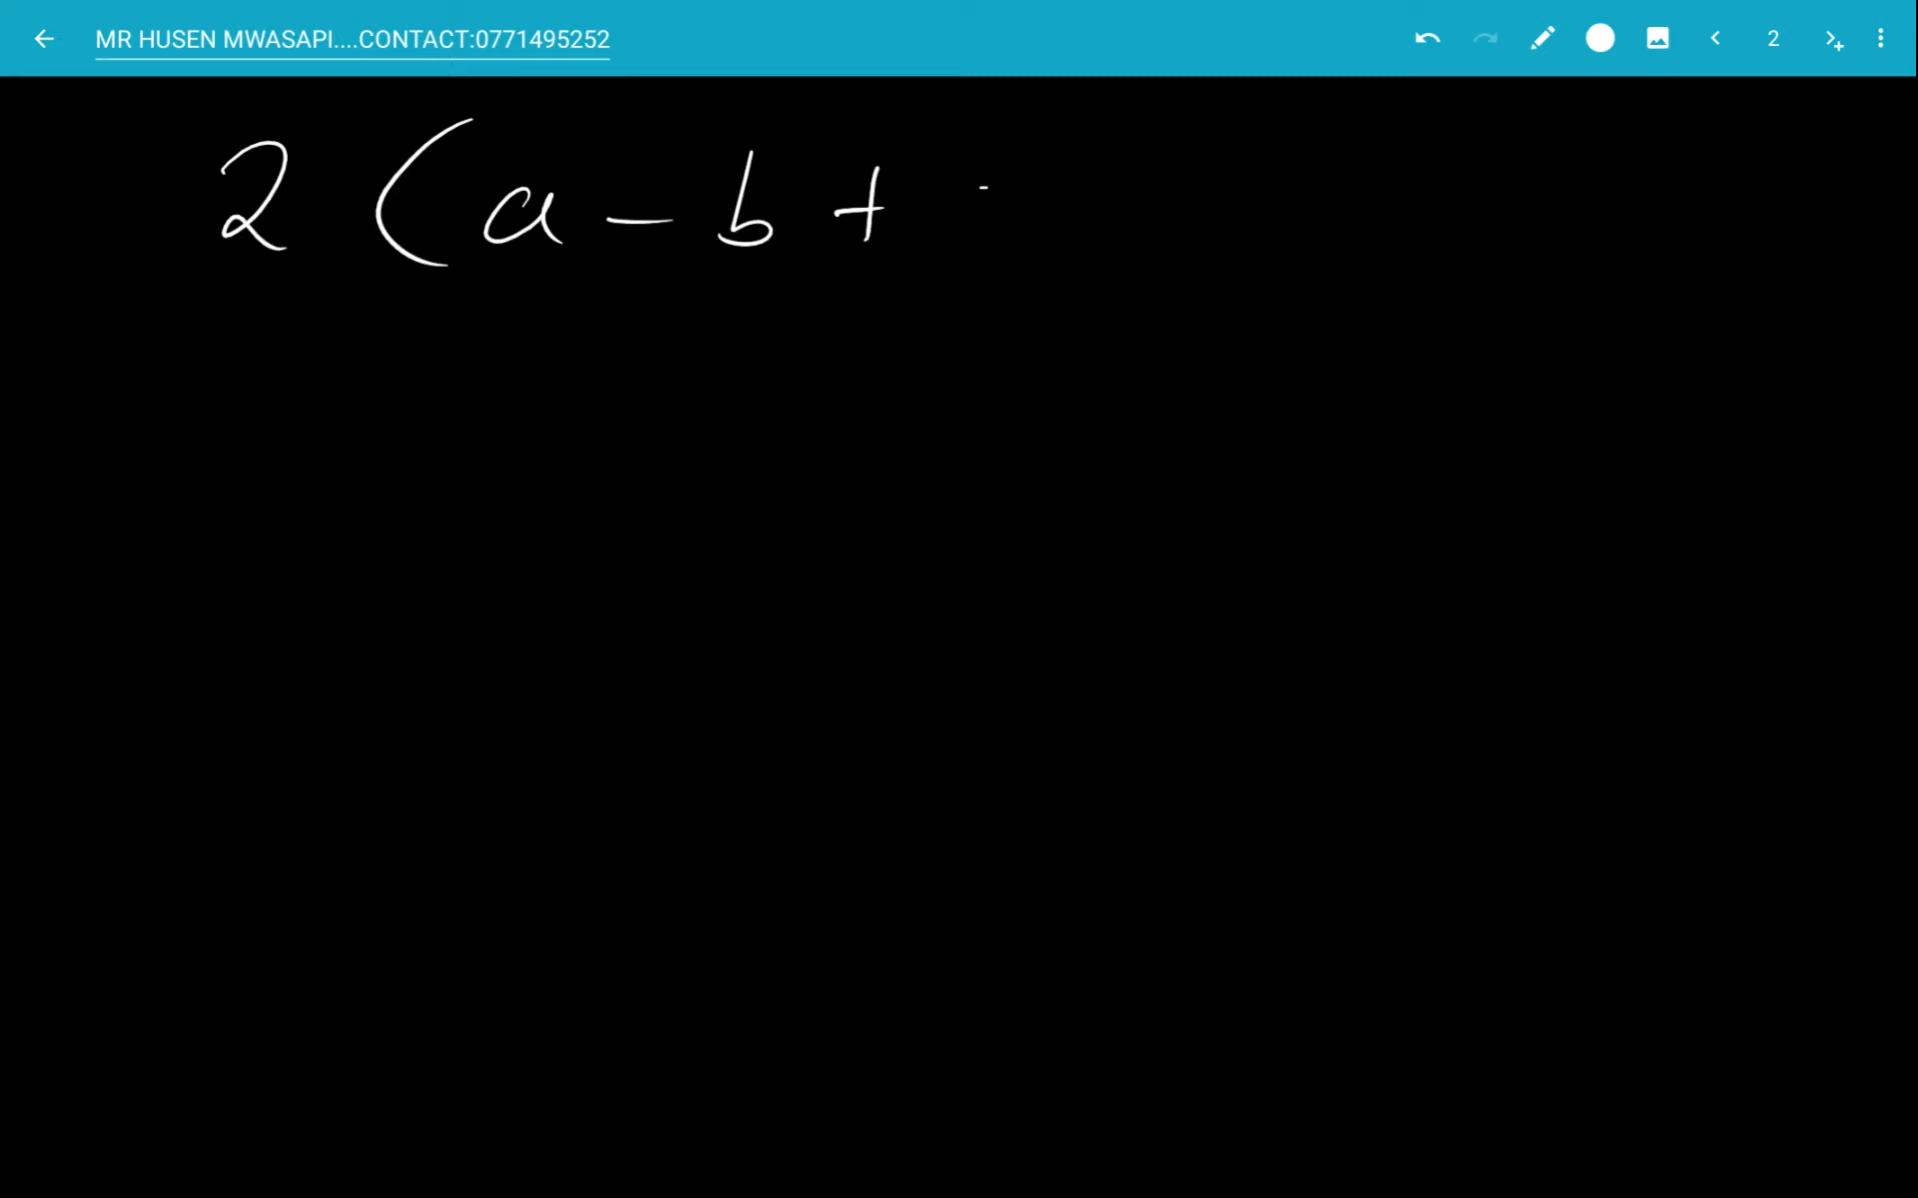 MR HUSEN MWASAPI....CONTACT:0771495252
2
2 ( a - b +